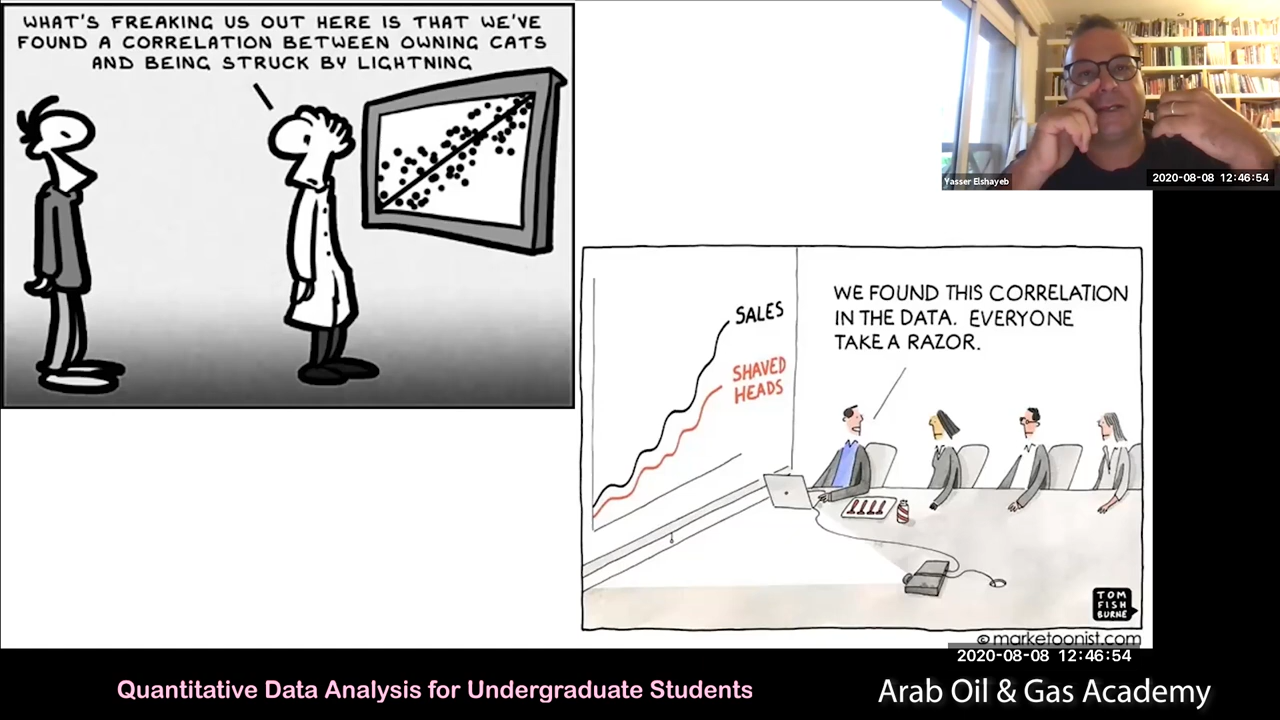 WHAT'S FREAKING US OUT HERE IS THAT WE'VE
FOUND A CORRELATION BETWEEN OWNING CATS
AND BEING STRUCK BY LIGHTNING
Yasser Elshayeb
2020-08-08 12:46:54
SALES
SHAVED
HEADS
WE FOUND THIS CORRELATION
IN THE DATA. EVERYONE
TAKE A RAZOR.
TOM
FISH
BURNE
© marketoonist.com
2020-08-08 12:46:54
Quantitative Data Analysis for Undergraduate Students
Arab Oil & Gas Academy